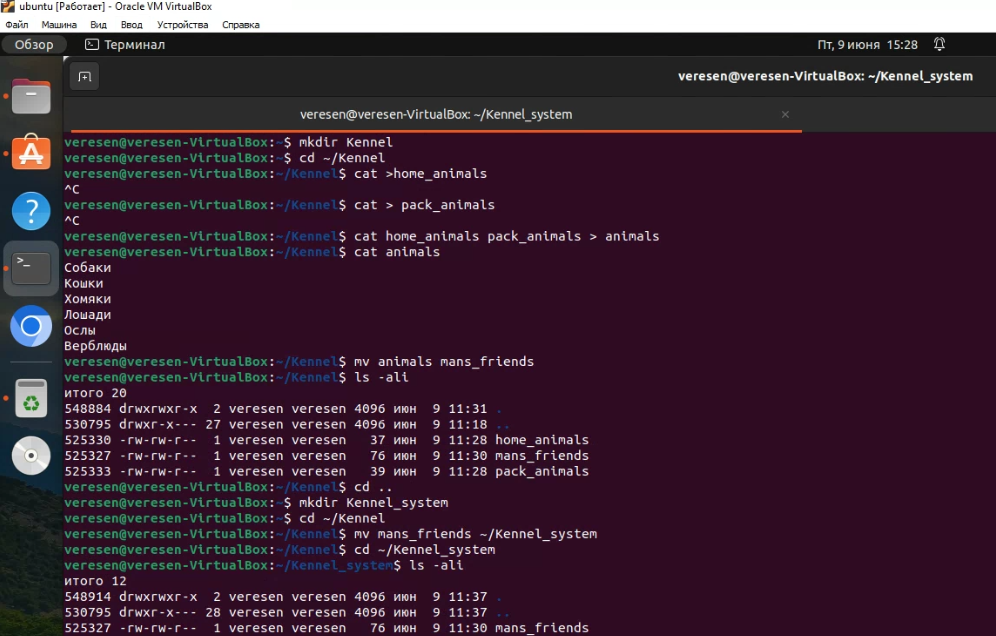 ubuntu [Работает] - Oracle VM VirtualBox
Файл Машина Вид Ввод Устройства Справка
Обзор Терминал Пт, 9 июня 15:28
veresen@veresen-VirtualBox: ~/Kennel_system
veresen@veresen-VirtualBox: ~/Kennel_system ×
veresen@veresen-VirtualBox:~$ mkdir Kennel
veresen@veresen-VirtualBox:~$ cd ~/Kennel
veresen@veresen-VirtualBox:~/Kennel$ cat >home_animals
^C
veresen@veresen-VirtualBox:~/Kennel$ cat > pack_animals
^C
veresen@veresen-VirtualBox:~/Kennel$ cat home_animals pack_animals > animals
veresen@veresen-VirtualBox:~/Kennel$ cat animals
Собаки
Кошки
Хомяки
Лошади
Ослы
Верблюды
veresen@veresen-VirtualBox:~/Kennel$ mv animals mans_friends
veresen@veresen-VirtualBox:~/Kennel$ ls -ali
итого 20
548884 drwxrwxr-x 2 veresen veresen 4096 июн 9 11:31 .
530795 drwxr-x--- 27 veresen veresen 4096 июн 9 11:18 ..
525330 -rw-rw-r-- 1 veresen veresen 37 июн 9 11:28 home_animals
525327 -rw-rw-r-- 1 veresen veresen 76 июн 9 11:30 mans_friends
525333 -rw-rw-r-- 1 veresen veresen 39 июн 9 11:28 pack_animals
veresen@veresen-VirtualBox:~/Kennel$ cd ..
veresen@veresen-VirtualBox:~$ mkdir Kennel_system
veresen@veresen-VirtualBox:~$ cd ~/Kennel
veresen@veresen-VirtualBox:~/Kennel$ mv mans_friends ~/Kennel_system
veresen@veresen-VirtualBox:~/Kennel$ cd ~/Kennel_system
veresen@veresen-VirtualBox:~/Kennel_system$ ls -ali
итого 12
548914 drwxrwxr-x 2 veresen veresen 4096 июн 9 11:37 .
530795 drwxr-x--- 28 veresen veresen 4096 июн 9 11:37 ..
525327 -rw-rw-r-- 1 veresen veresen 76 июн 9 11:30 mans_friends